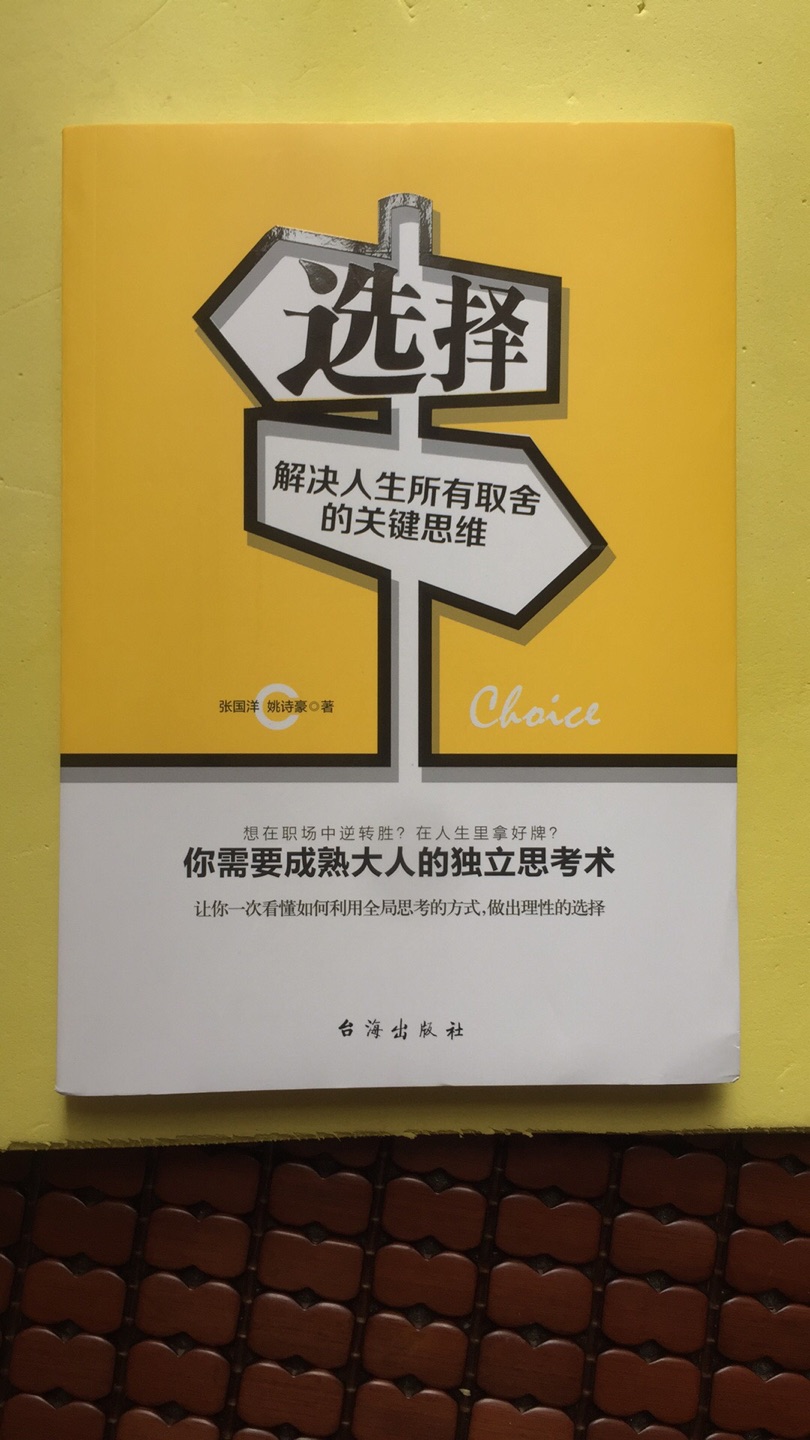 选择
解决人生所有取舍
的关键思维
张国洋 姚诗豪◎著
Choice
想在职场中逆转胜？在人生里拿好牌？
你需要成熟大人的独立思考术
让你一次看懂如何利用全局思考的方式，做出理性的选择
台海出版社